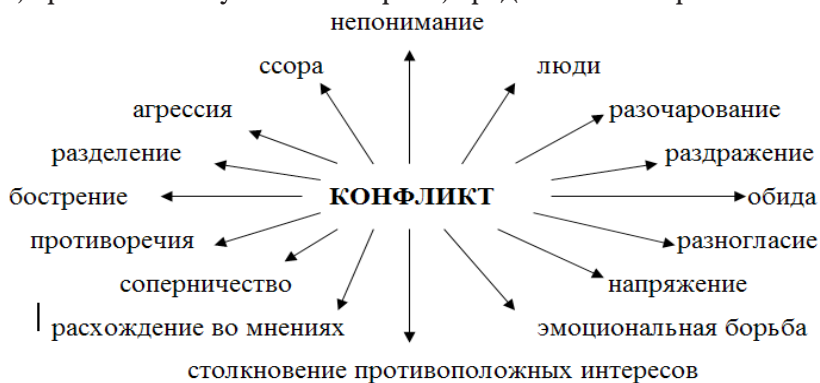 непонимание
ссора люди
агрессия разочарование
разделение раздражение
бострение КОНФЛИКТ обида
противоречия разногласие
соперничество напряжение
расхождение во мнениях эмоциональная борьба
столкновение противоположных интересов